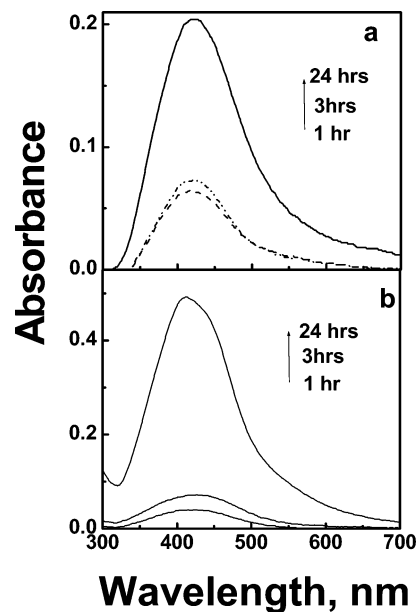 a
0.2
24 hrs
3hrs
1 hr
0.1
0.0
Absorbance
b
24 hrs
3hrs
1 hr
0.4
0.2
0.0
300 400 500 600 700
Wavelength, nm